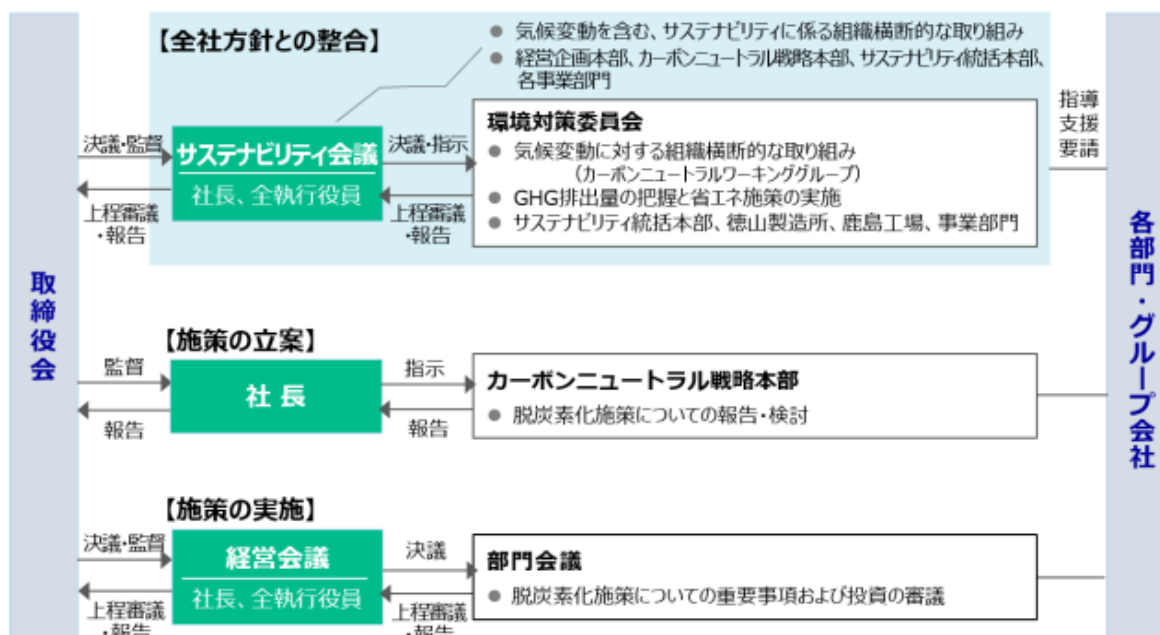 【全社方針との整合】
● 気候変動を含む、サステナビリティに係る組織横断的な取り組み
● 経営企画本部、カーボンニュートラル戦略本部、サステナビリティ統括本部、
各事業部門
決議・監督
サステナビリティ会議
社長、全執行役員
上程審議
・報告
決議・指示
上程審議
・報告
環境対策委員会
● 気候変動に対する組織横断的な取り組み
（カーボンニュートラルワーキンググループ）
● GHG排出量の把握と省エネ施策の実施
● サステナビリティ統括本部、徳山製造所、鹿島工場、事業部門
指導
支援
要請
取締役会
各部門・グループ会社
【施策の立案】
監督
社 長
報告
指示
報告
カーボンニュートラル戦略本部
● 脱炭素化施策についての報告・検討
【施策の実施】
決議・監督
経営会議
社長、全執行役員
上程審議
・報告
決議
上程審議
・報告
部門会議
● 脱炭素化施策についての重要事項および投資の審議